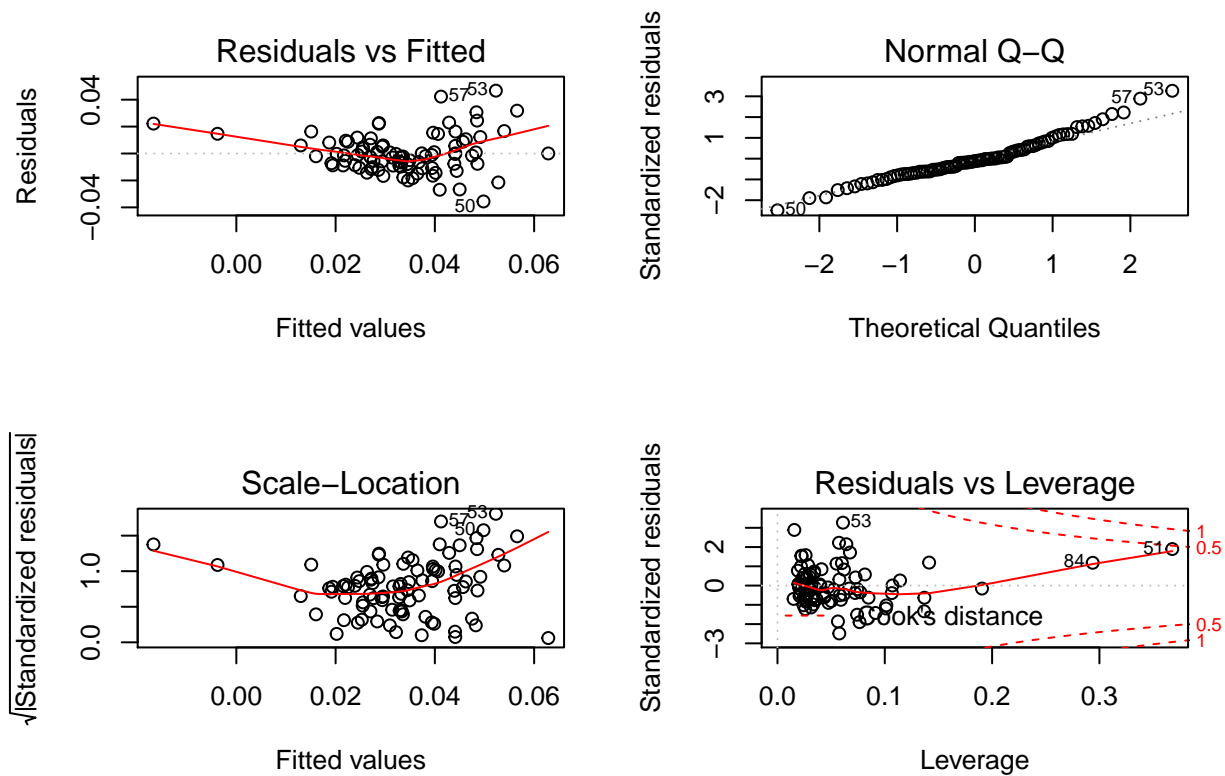 Residuals vs Fitted
Residuals
0.04
−0.04
57
53
50
0.00 0.02 0.04 0.06
Fitted values
Normal Q−Q
Standardized residuals
3
1
−2
57
53
50
−2 −1 0 1 2
Theoretical Quantiles
Scale−Location
√|Standardized residuals|
1.0
0.0
57
53
50
0.00 0.02 0.04 0.06
Fitted values
Residuals vs Leverage
Standardized residuals
2
0
−3
53
84
51
1
0.5
0.5
1
ook's distance
0.0 0.1 0.2 0.3
Leverage